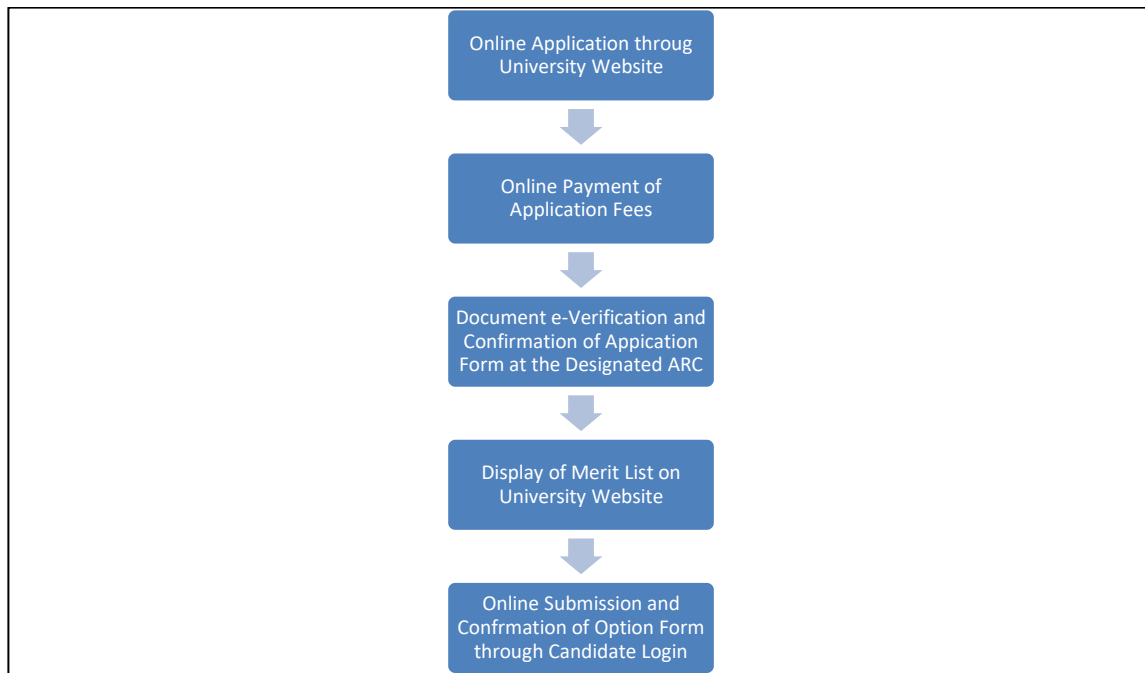 Online Application throug
University Website
Online Payment of
Application Fees
Document e-Verification and
Confirmation of Appication
Form at the Designated ARC
Display of Merit List on
University Website
Online Submission and
Confrmation of Option Form
through Candidate Login